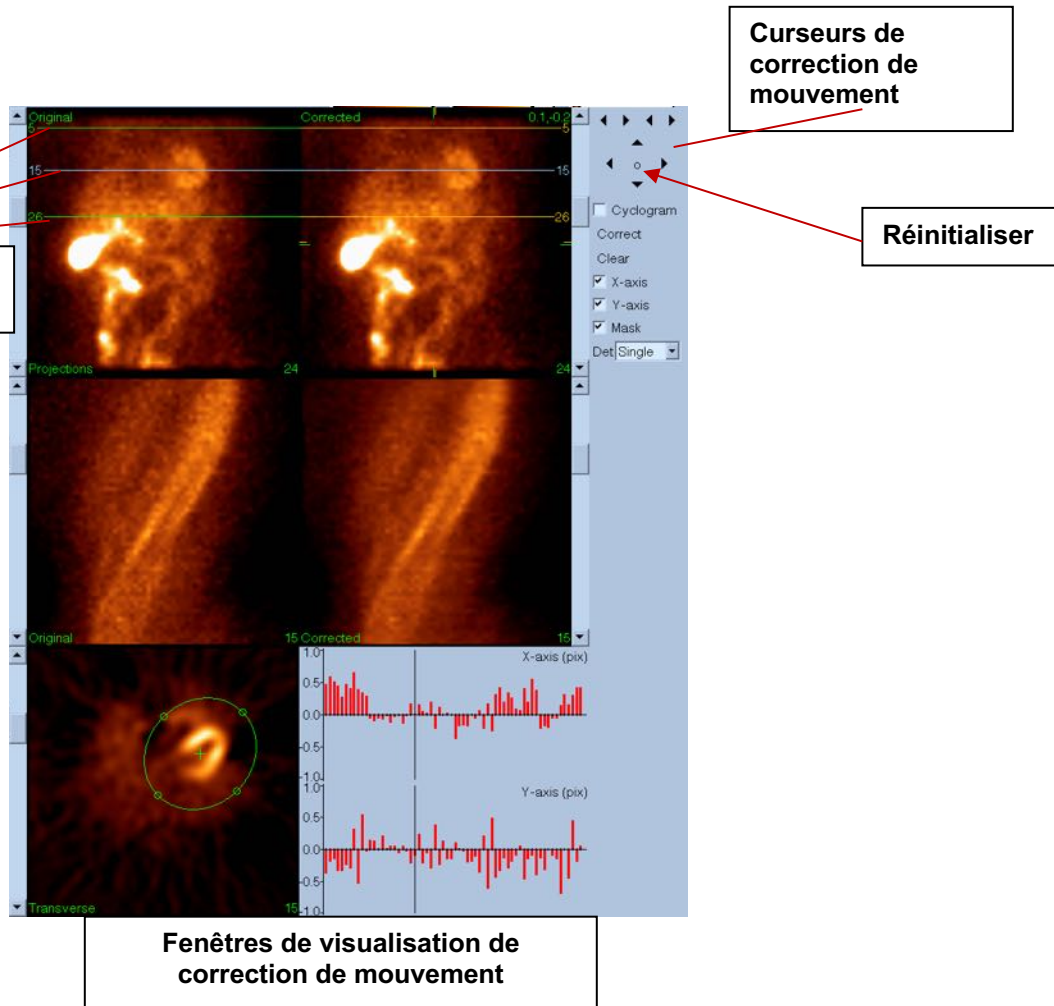 Curseurs de
correction de
mouvement
Original
Corrected
0.1,-0.2
5
5
15
15
26
26
Cyclogram
Correct
Clear
X-axis
Y-axis
Mask
Det Single
Réinitialiser
Projections
24
24
Original
15
Corrected
15
X-axis (pix)
1.0
0.5
0.0
-0.5
-1.0
Y-axis (pix)
1.0
0.5
0.0
-0.5
-1.0
Transverse
15
Fenêtres de visualisation de
correction de mouvement